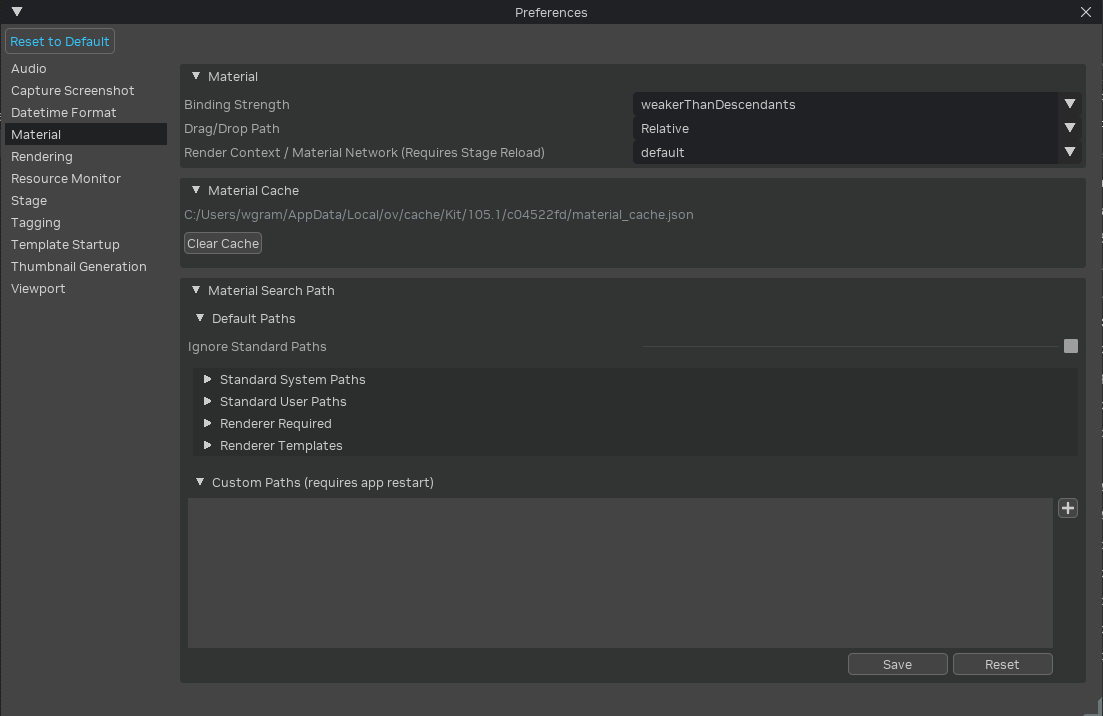 Preferences
Reset to Default
Audio
Capture Screenshot
Datetime Format
Material
Rendering
Resource Monitor
Stage
Tagging
Template Startup
Thumbnail Generation
Viewport
Material
Binding Strength weakerThanDescendants
Drag/Drop Path Relative
Render Context / Material Network (Requires Stage Reload) default
Material Cache
C:/Users/wgram/AppData/Local/ov/cache/Kit/105.1/c04522fd/material_cache.json
Clear Cache
Material Search Path
Default Paths
Ignore Standard Paths
Standard System Paths
Standard User Paths
Renderer Required
Renderer Templates
Custom Paths (requires app restart)
Save Reset